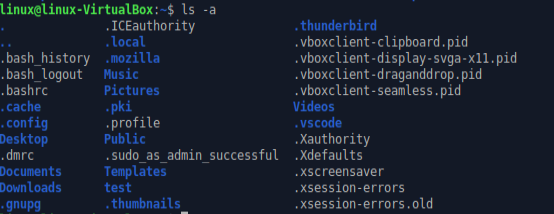 linux@linux-VirtualBox:~$ ls -a
. .ICEauthority .thunderbird
.. .local .vboxclient-clipboard.pid
.bash_history .mozilla .vboxclient-display-svga-x11.pid
.bash_logout Music .vboxclient-draganddrop.pid
.bashrc Pictures .vboxclient-seamless.pid
.cache .pki Videos
.config .profile .vscode
Desktop Public .Xauthority
.dmrc .sudo_as_admin_successful .Xdefaults
Documents Templates .xscreensaver
Downloads test .xsession-errors
.gnupg .thumbnails .xsession-errors.old